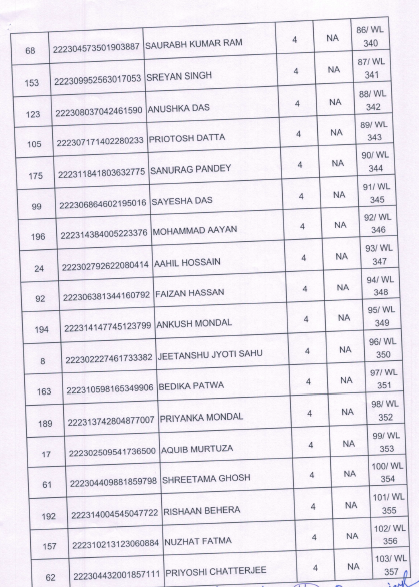 68 222304573501903887 SAURABH KUMAR RAM 4 NA 86/ WL 340
153 222309952563017053 SREYAN SINGH 4 NA 87/ WL 341
123 222308037042461590 ANUSHKA DAS 4 NA 88/ WL 342
105 222307171402280233 PRIOTOSH DATTA 4 NA 89/ WL 343
175 222311841803632775 SANURAG PANDEY 4 NA 90/ WL 344
99 222306864602195016 SAYESHA DAS 4 NA 91/ WL 345
196 222314384005223376 MOHAMMAD AAYAN 4 NA 92/ WL 346
24 222302792622080414 AAHIL HOSSAIN 4 NA 93/ WL 347
92 222306381344160792 FAIZAN HASSAN 4 NA 94/ WL 348
194 222314147745123799 ANKUSH MONDAL 4 NA 95/ WL 349
8 222302227461733382 JEETANSHU JYOTI SAHU 4 NA 96/ WL 350
163 222310598165349906 BEDIKA PATWA 4 NA 97/ WL 351
189 222313742804877007 PRIYANKA MONDAL 4 NA 98/ WL 352
17 222302509541736500 AQUIB MURTUZA 4 NA 99/ WL 353
61 222304409881859798 SHREETAMA GHOSH 4 NA 100/ WL 354
192 222314004545047722 RISHAAN BEHERA 4 NA 101/ WL 355
157 222310213123060884 NUZHAT FATMA 4 NA 102/ WL 356
62 222304432001857111 PRIYOSHI CHATTERJEE 4 NA 103/ WL 357